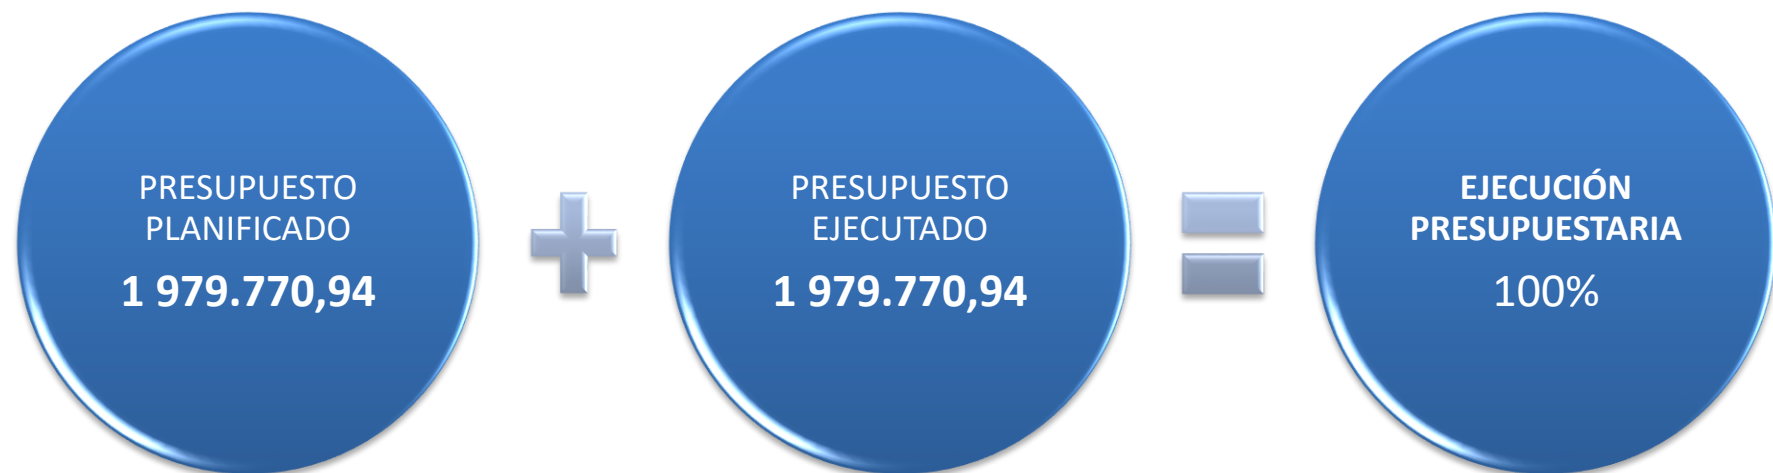 PRESUPUESTO
PLANIFICADO
1 979.770,94
PRESUPUESTO
EJECUTADO
1 979.770,94
EJECUCIÓN
PRESUPUESTARIA
100%